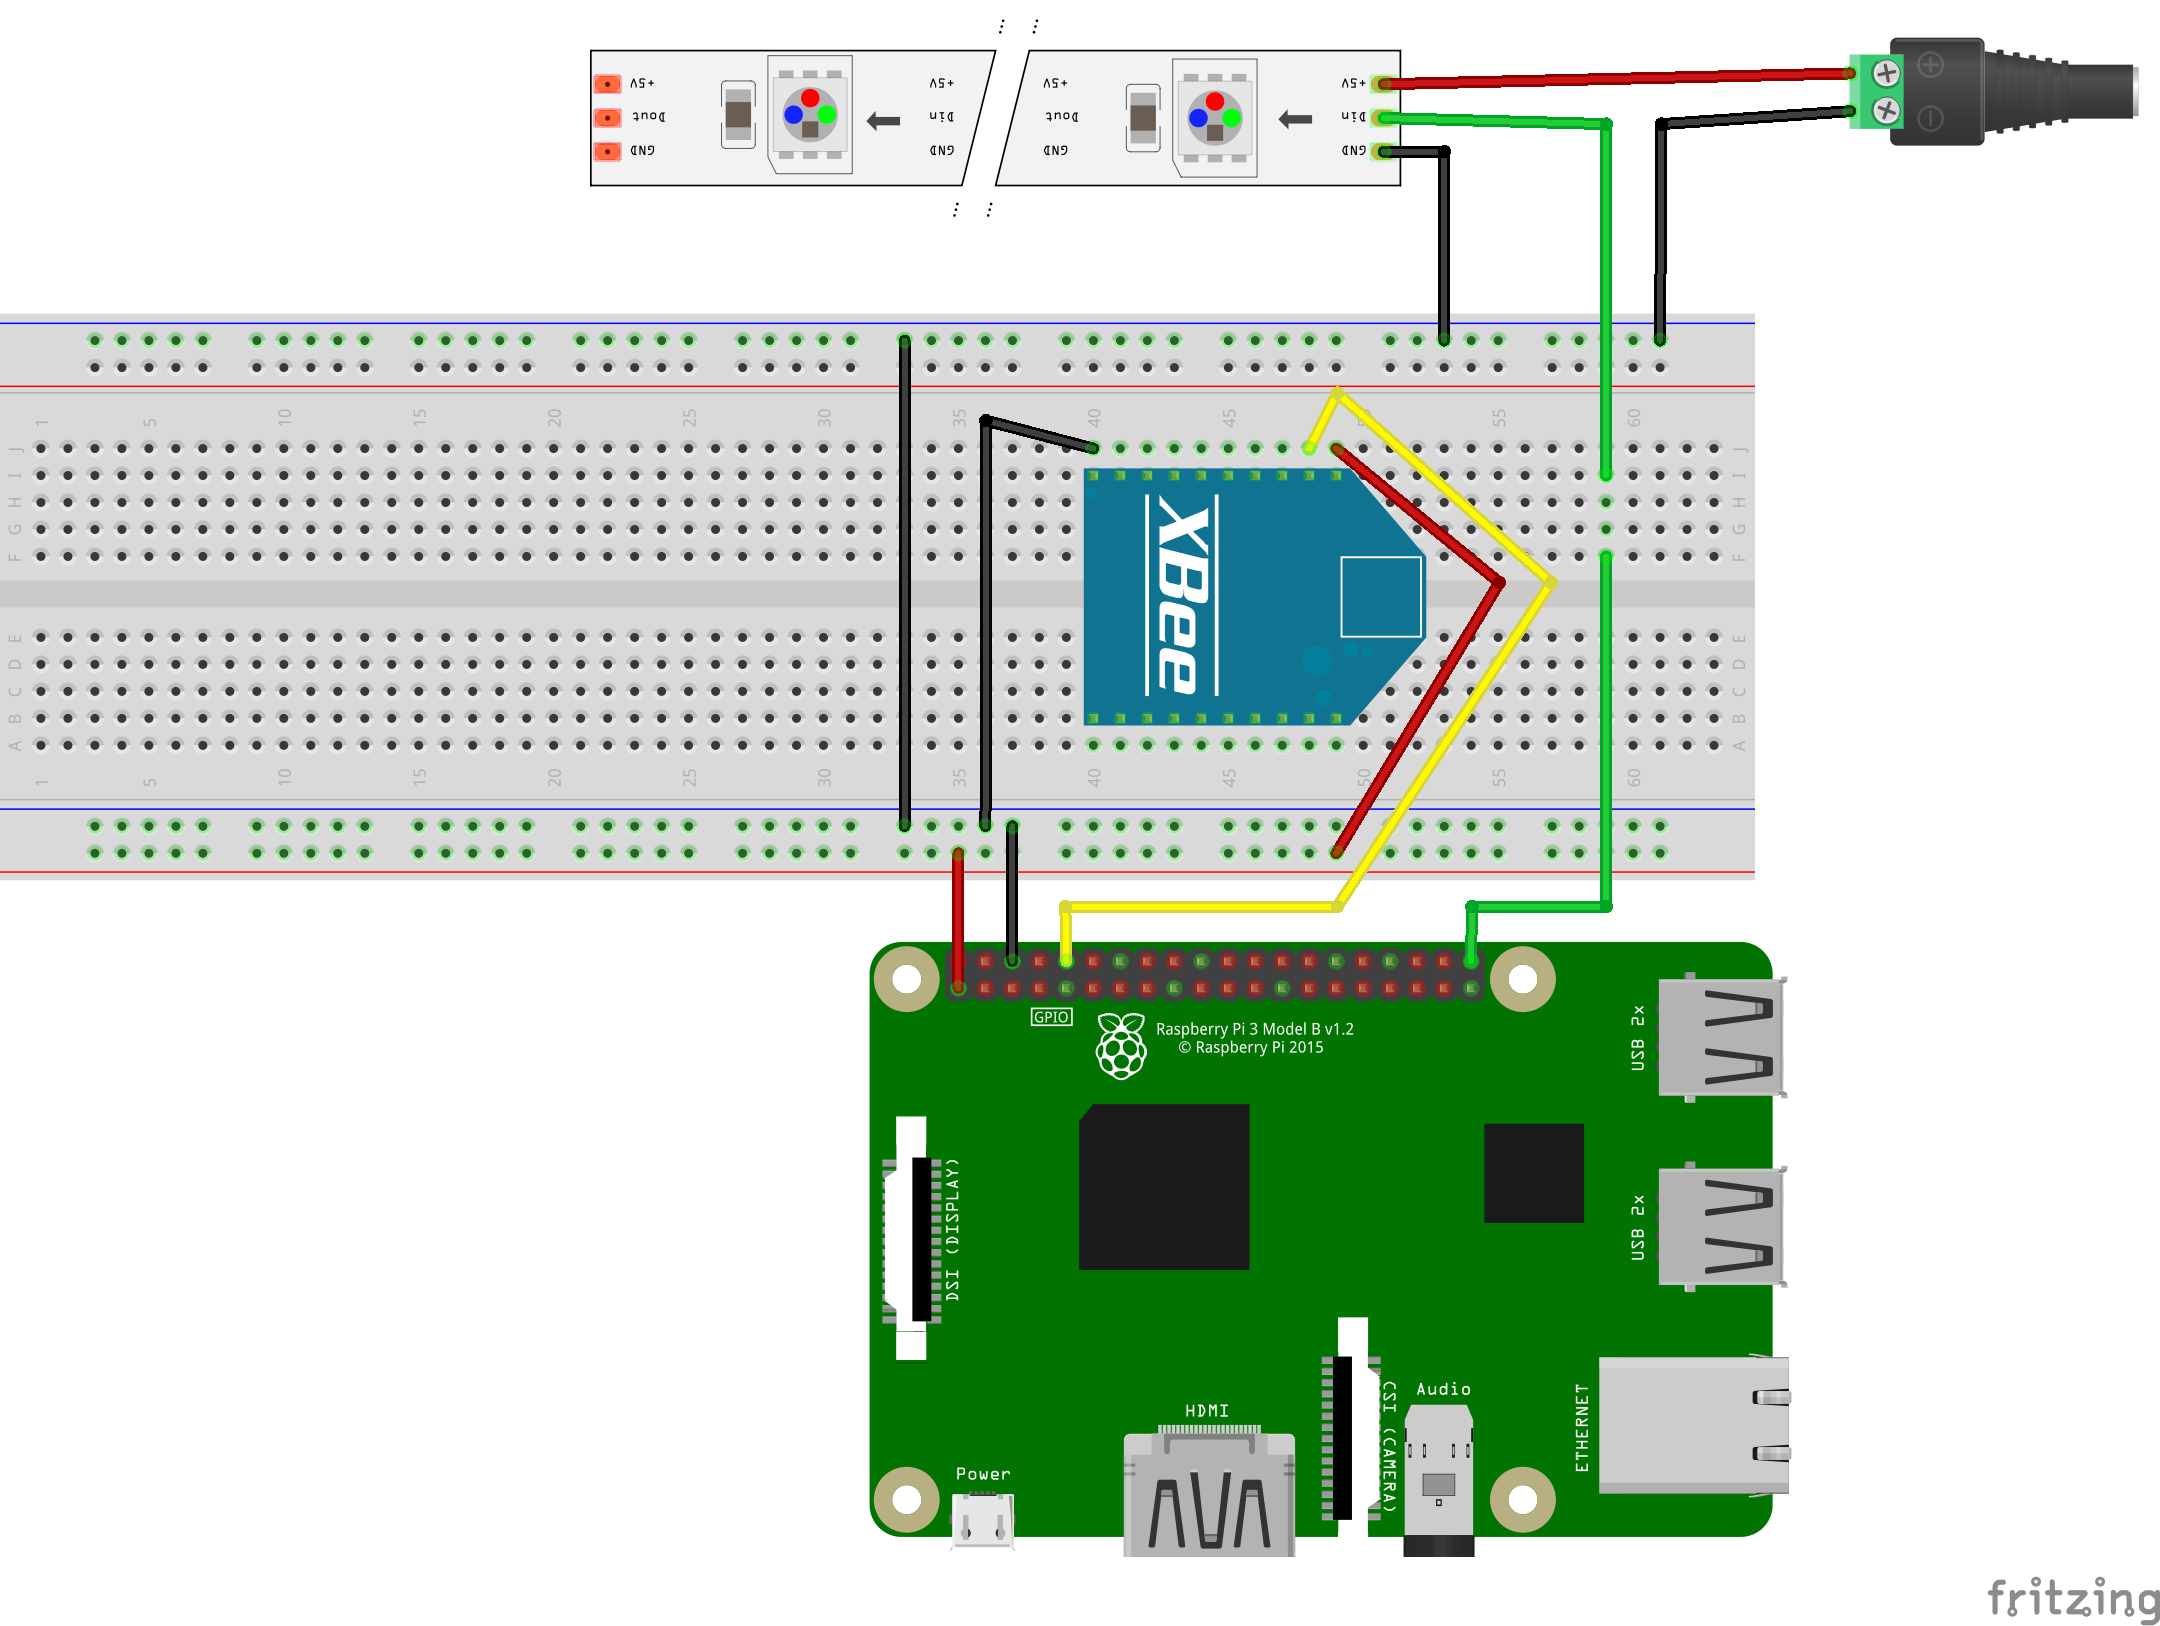 +5V +5V +5V +5V
Dout Din Dout Din
GND GND GND GND
1 5 10 15 20 25 30 35 40 45 50 55 60
J J
I I
H H
G G
F F
XBee
E E
D D
C C
B B
A A
1 5 10 15 20 25 30 35 40 45 50 55 60
GPIO
Raspberry Pi 3 Model B v1.2
© Raspberry Pi 2015
USB 2x
DSI (DISPLAY)
USB 2x
CSI (CAMERA)
Audio
ETHERNET
HDMI
Power
fritzing